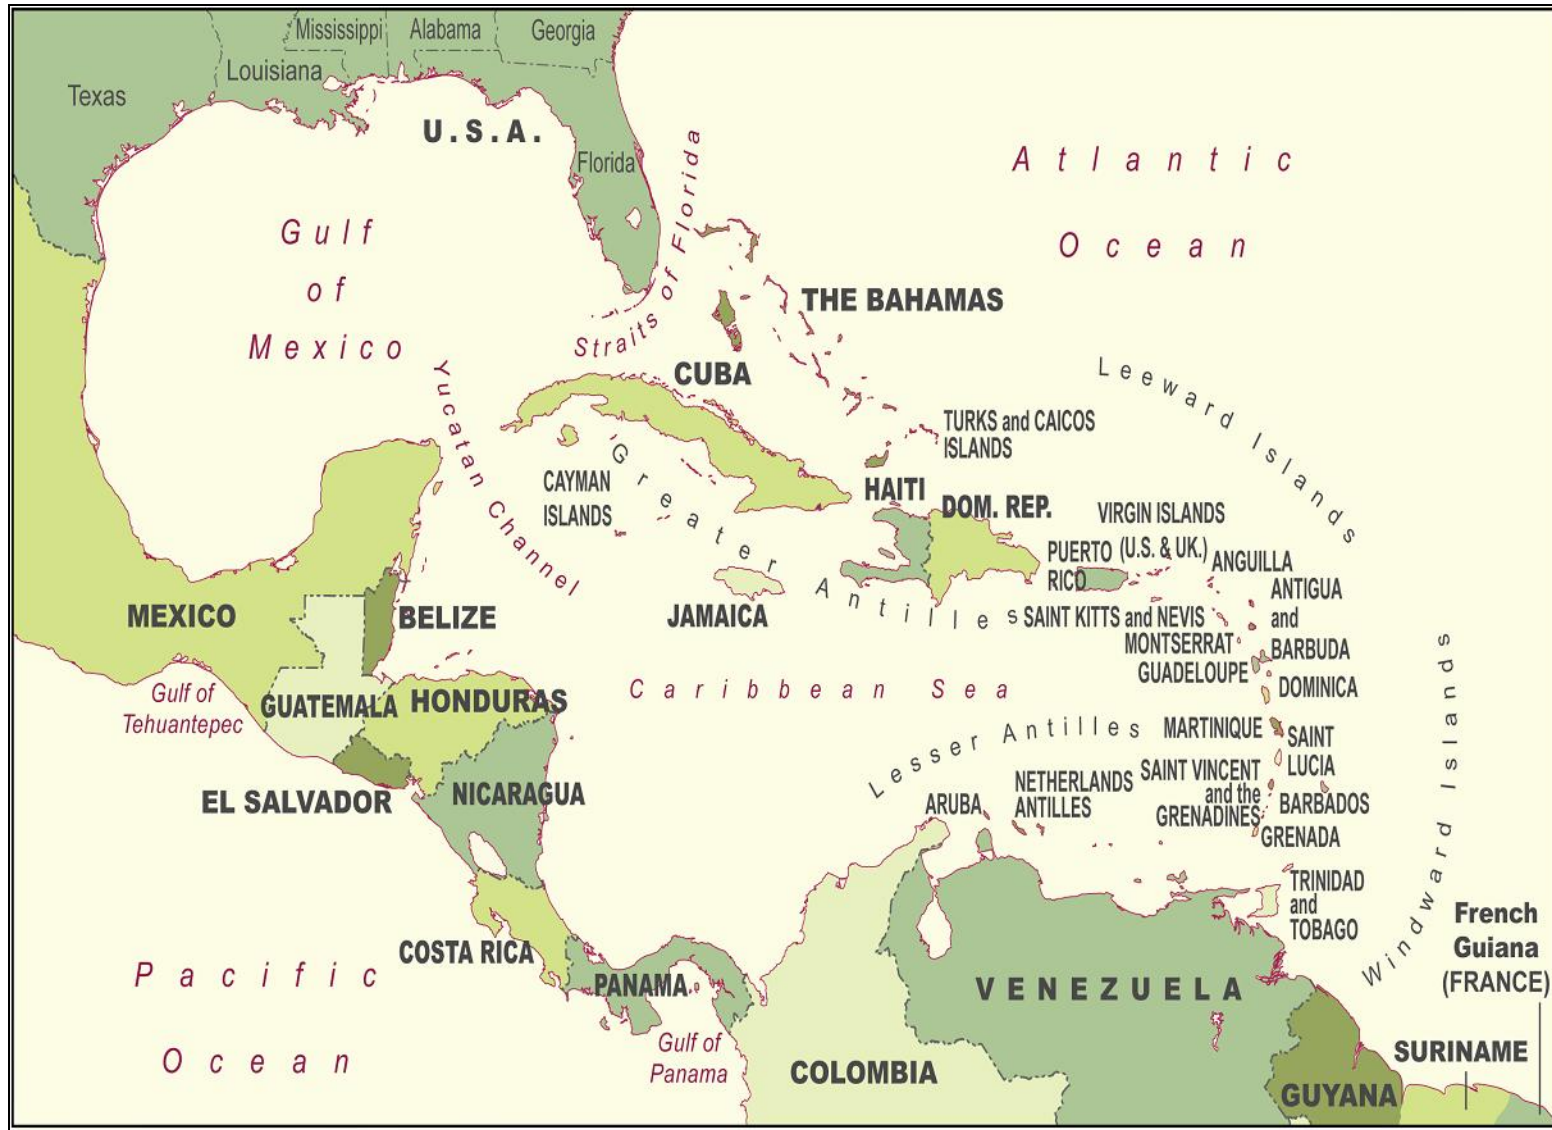 Mississippi
Alabama
Georgia
Louisiana
Texas
U.S.A.
Florida
Atlantic
Ocean
Gulf
of
Mexico
Straits of Florida
THE BAHAMAS
CUBA
Yucatan Channel
Leeward Islands
TURKS and CAICOS
ISLANDS
CAYMAN
ISLANDS
Greater Antilles
HAITI
DOM. REP.
VIRGIN ISLANDS
(U.S. & UK.)
PUERTO
RICO
ANGUILLA
ANTIGUA
and
BARBUDA
JAMAICA
SAINT KITTS and NEVIS
MONTSERRAT
GUADELOUPE
MEXICO
BELIZE
DOMINICA
Gulf of
Tehuantepec
GUATEMALA
HONDURAS
Caribbean Sea
Lesser Antilles
MARTINIQUE
SAINT
LUCIA
Windward Islands
EL SALVADOR
NICARAGUA
ARUBA
NETHERLANDS
ANTILLES
SAINT VINCENT
and the
GRENADINES
BARBADOS
GRENADA
TRINIDAD
and
TOBAGO
French
Guiana
(FRANCE)
COSTA RICA
PANAMA
Pacific
Ocean
VENEZUELA
Gulf of
Panama
COLOMBIA
SURINAME
GUYANA